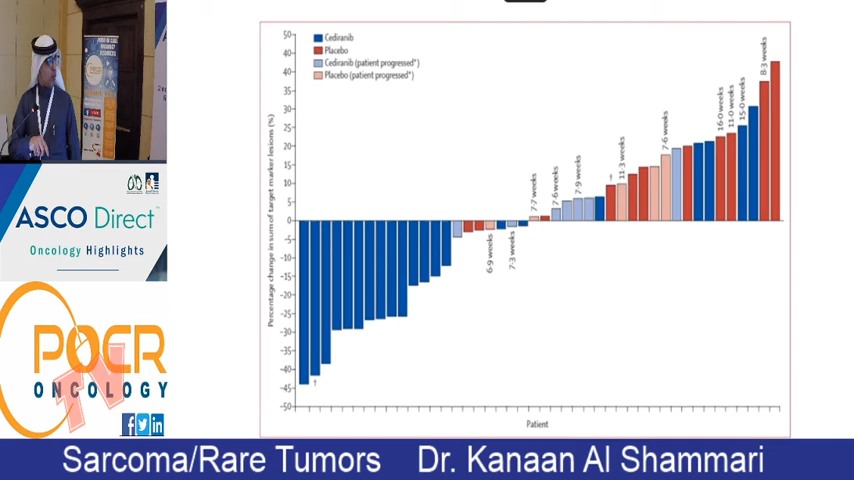 Cediranib
Placebo
Cediranib (patient progressed*)
Placebo (patient progressed*)
Percentage change in sum of target marker lesions (%)
50
40
40
35
30
25
20
15
10
5
0
-5
-10
-15
-20
-25
-30
-35
-40
-45
-50
†
6·9 weeks
7·3 weeks
7·7 weeks
7·6 weeks
7·9 weeks
†
11·3 weeks
7·6 weeks
16·0 weeks
11·0 weeks
15·0 weeks
8·3 weeks
Patient
ASCO Direct™
Oncology Highlights
POCR
ONCOLOGY
TV
f in
Sarcoma/Rare Tumors Dr. Kanaan Al Shammari